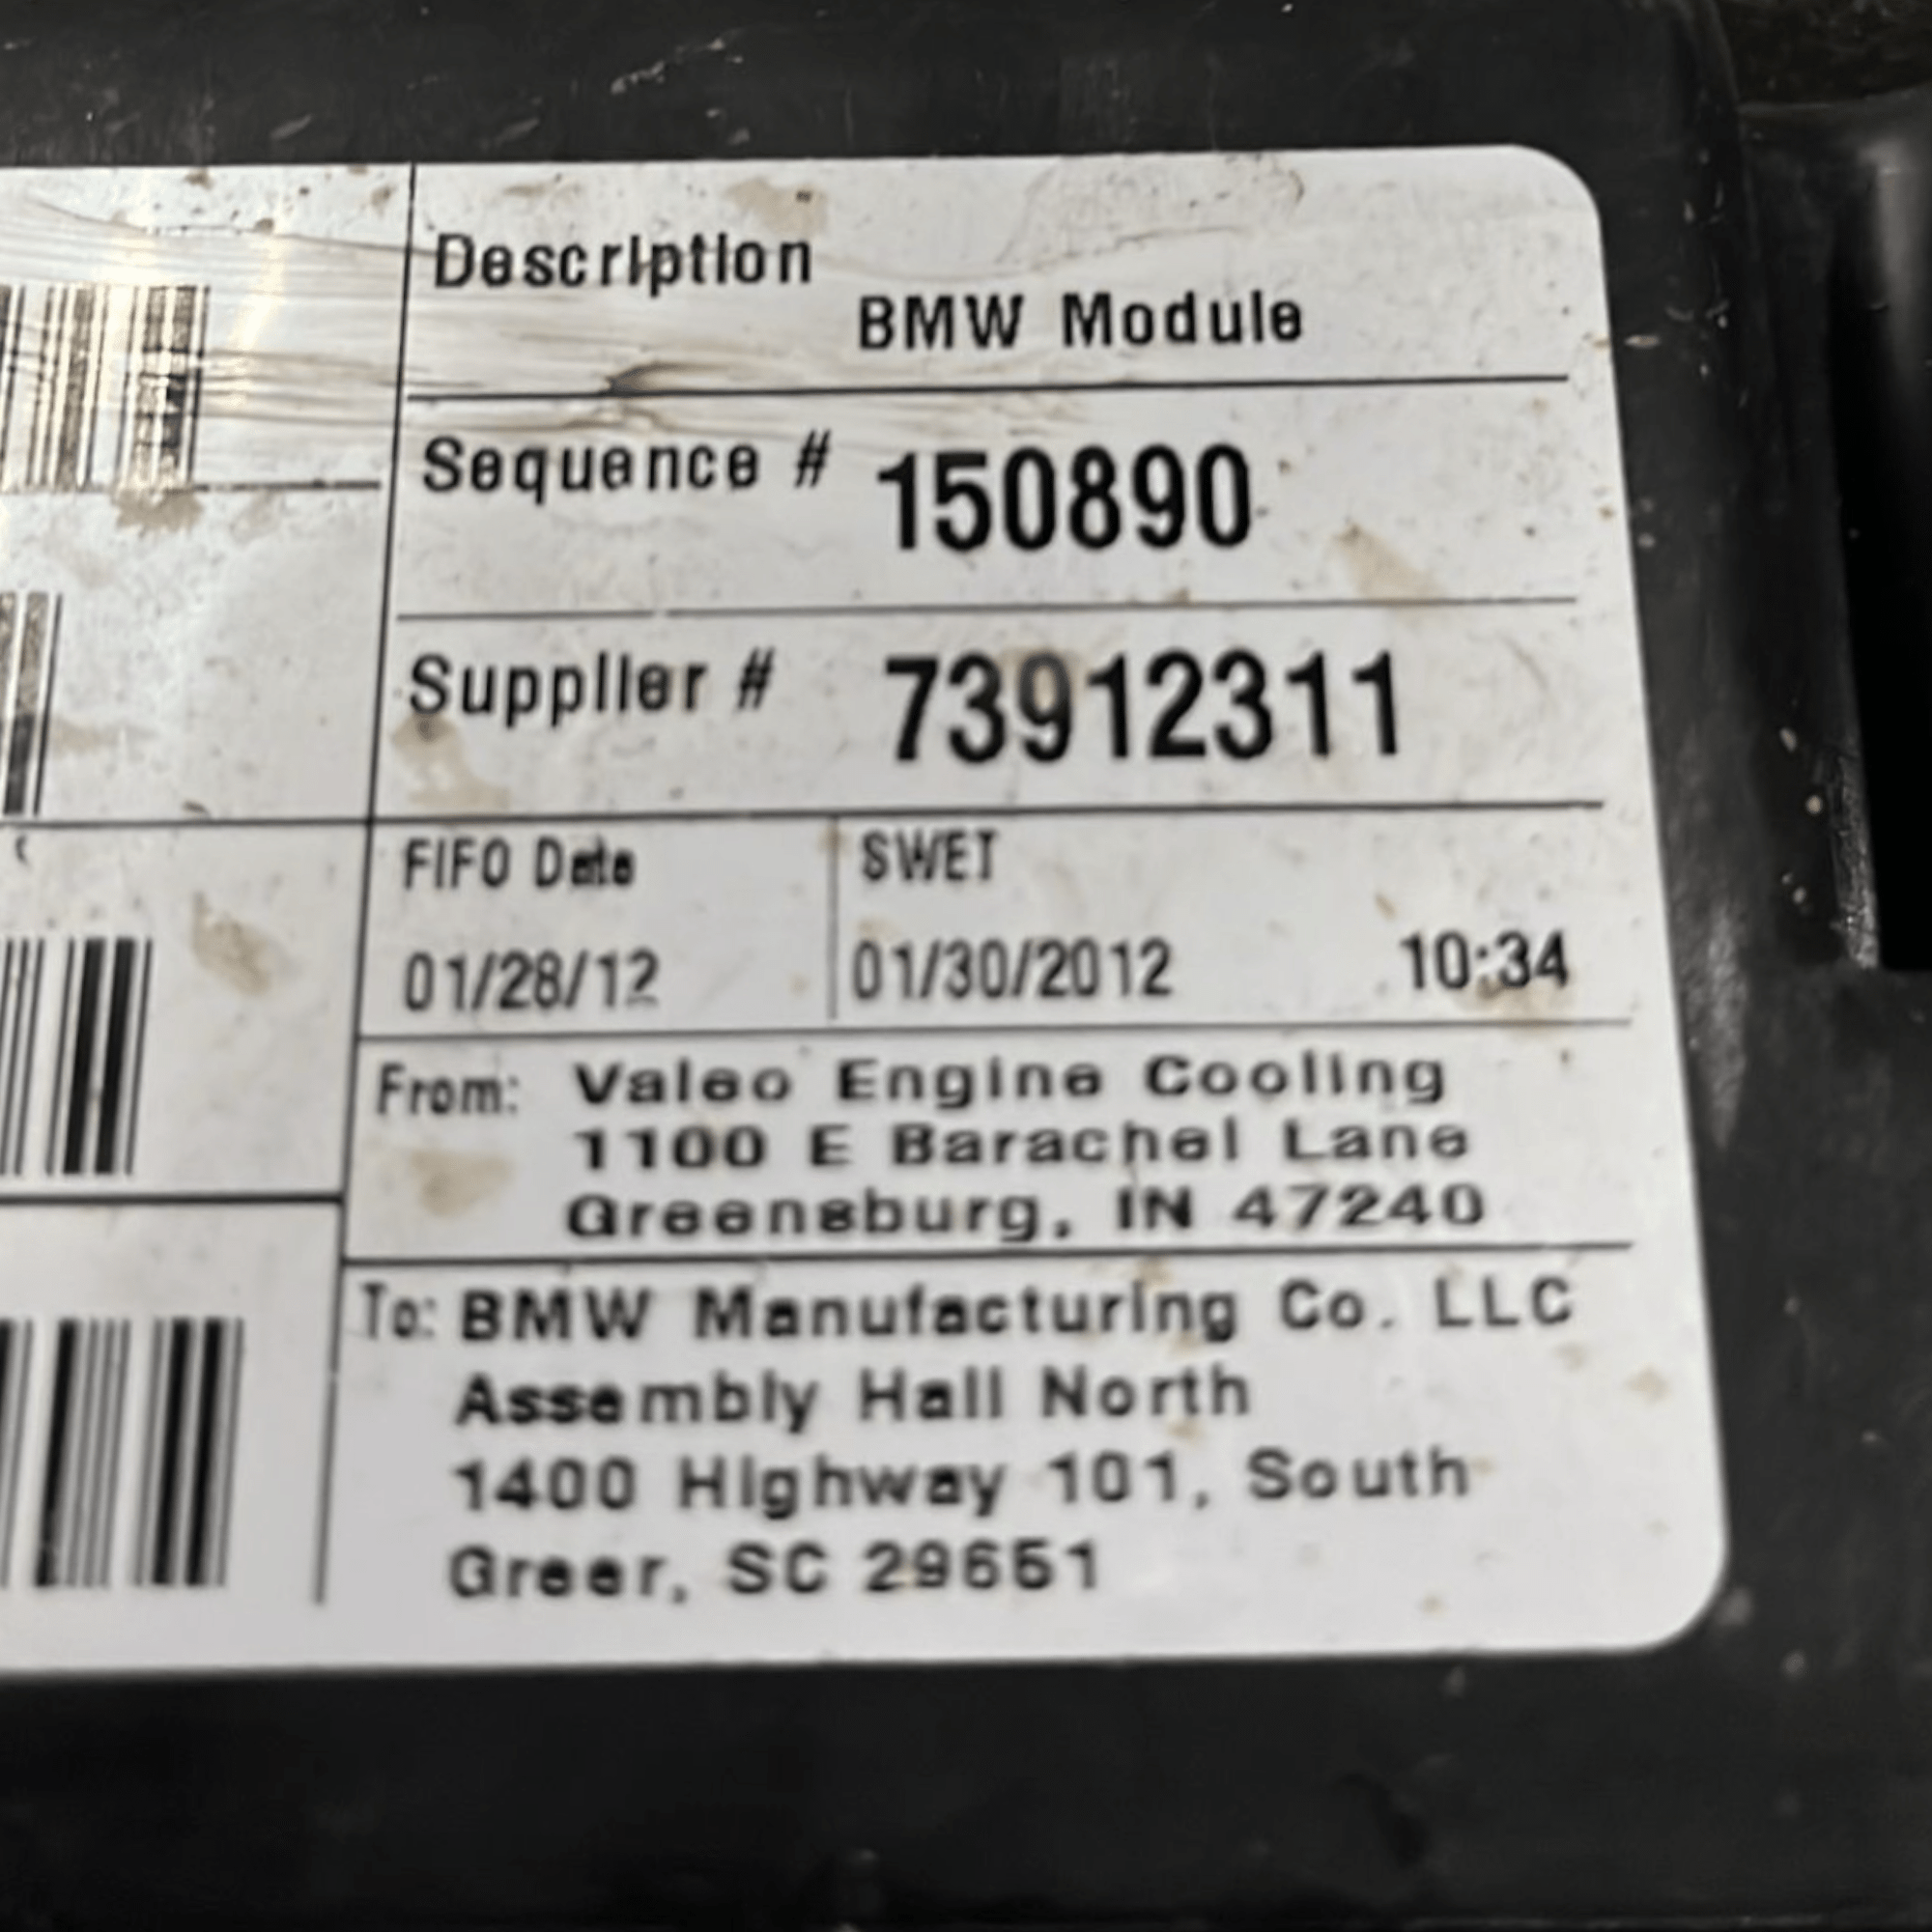 Description
BMW Module
Sequence # 150890
Supplier # 73912311
FIFO Date
01/28/12
SWET
01/30/2012 10:34
From: Valeo Engine Cooling
1100 E Barachel Lane
Greensburg, IN 47240
To: BMW Manufacturing Co. LLC
Assembly Hall North
1400 Highway 101, South
Greer, SC 29651